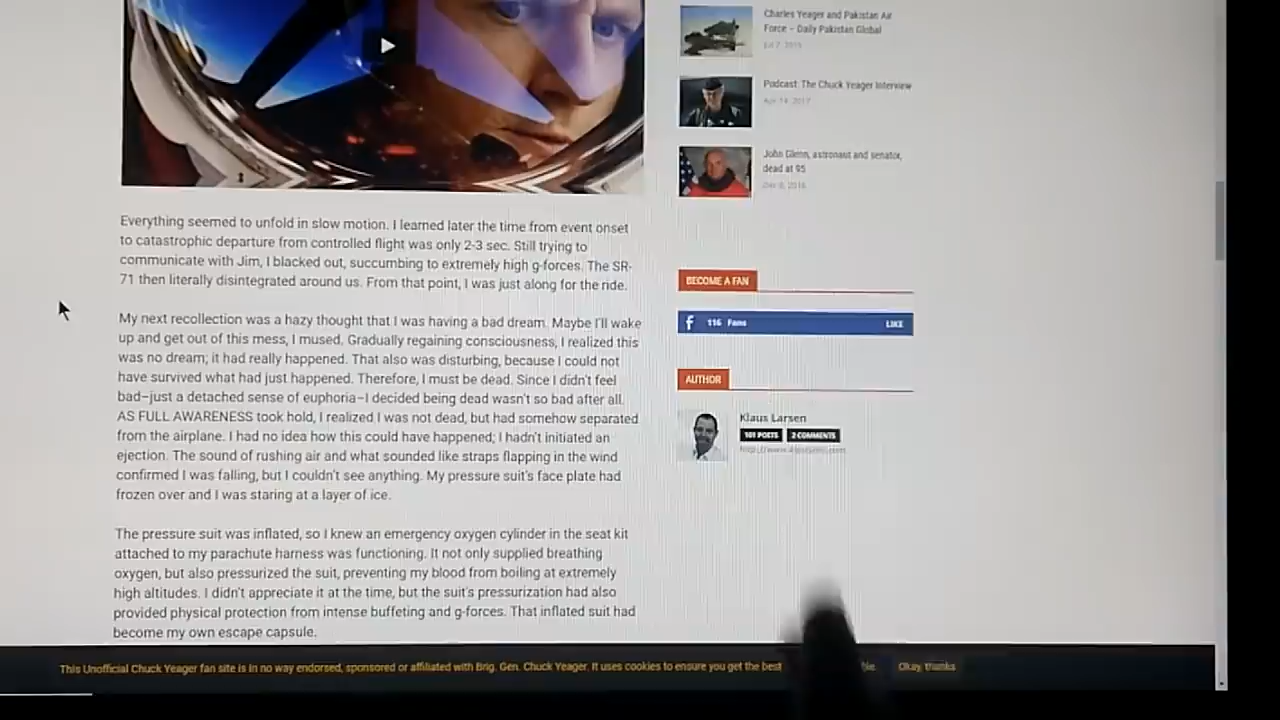 Everything seemed to unfold in slow motion. I learned later the time from event onset
to catastrophic departure from controlled flight was only 2-3 sec. Still trying to
communicate with Jim, I blacked out, succumbing to extremely high g-forces. The SR-
71 then literally disintegrated around us. From that point, I was just along for the ride.
My next recollection was a hazy thought that I was having a bad dream. Maybe I'll wake
up and get out of this mess, I mused. Gradually regaining consciousness, I realized this
was no dream; it had really happened. That also was disturbing, because I could not
have survived what had just happened. Therefore, I must be dead. Since I didn't feel
bad–just a detached sense of euphoria–I decided being dead wasn't so bad after all.
AS FULL AWARENESS took hold, I realized I was not dead, but had somehow separated
from the airplane. I had no idea how this could have happened; I hadn't initiated an
ejection. The sound of rushing air and what sounded like straps flapping in the wind
confirmed I was falling, but I couldn't see anything. My pressure suit's face plate had
frozen over and I was staring at a layer of ice.
The pressure suit was inflated, so I knew an emergency oxygen cylinder in the seat kit
attached to my parachute harness was functioning. It not only supplied breathing
oxygen, but also pressurized the suit, preventing my blood from boiling at extremely
high altitudes. I didn't appreciate it at the time, but the suit's pressurization had also
provided physical protection from intense buffeting and g-forces. That inflated suit had
become my own escape capsule.
Charles Yeager and Pakistan Air
Force – Daily Pakistan Global
Podcast: The Chuck Yeager Interview
Apr 14, 2017
John Glenn, astronaut and senator,
dead at 95
Dec 8, 2016
BECOME A FAN
116 Fans LIKE
AUTHOR
Klaus Larsen
101 POSTS 2 COMMENTS
This Unofficial Chuck Yeager fan site is in no way endorsed, sponsored or affiliated with Brig. Gen. Chuck Yeager. It uses cookies to ensure you get the best Okay, thanks